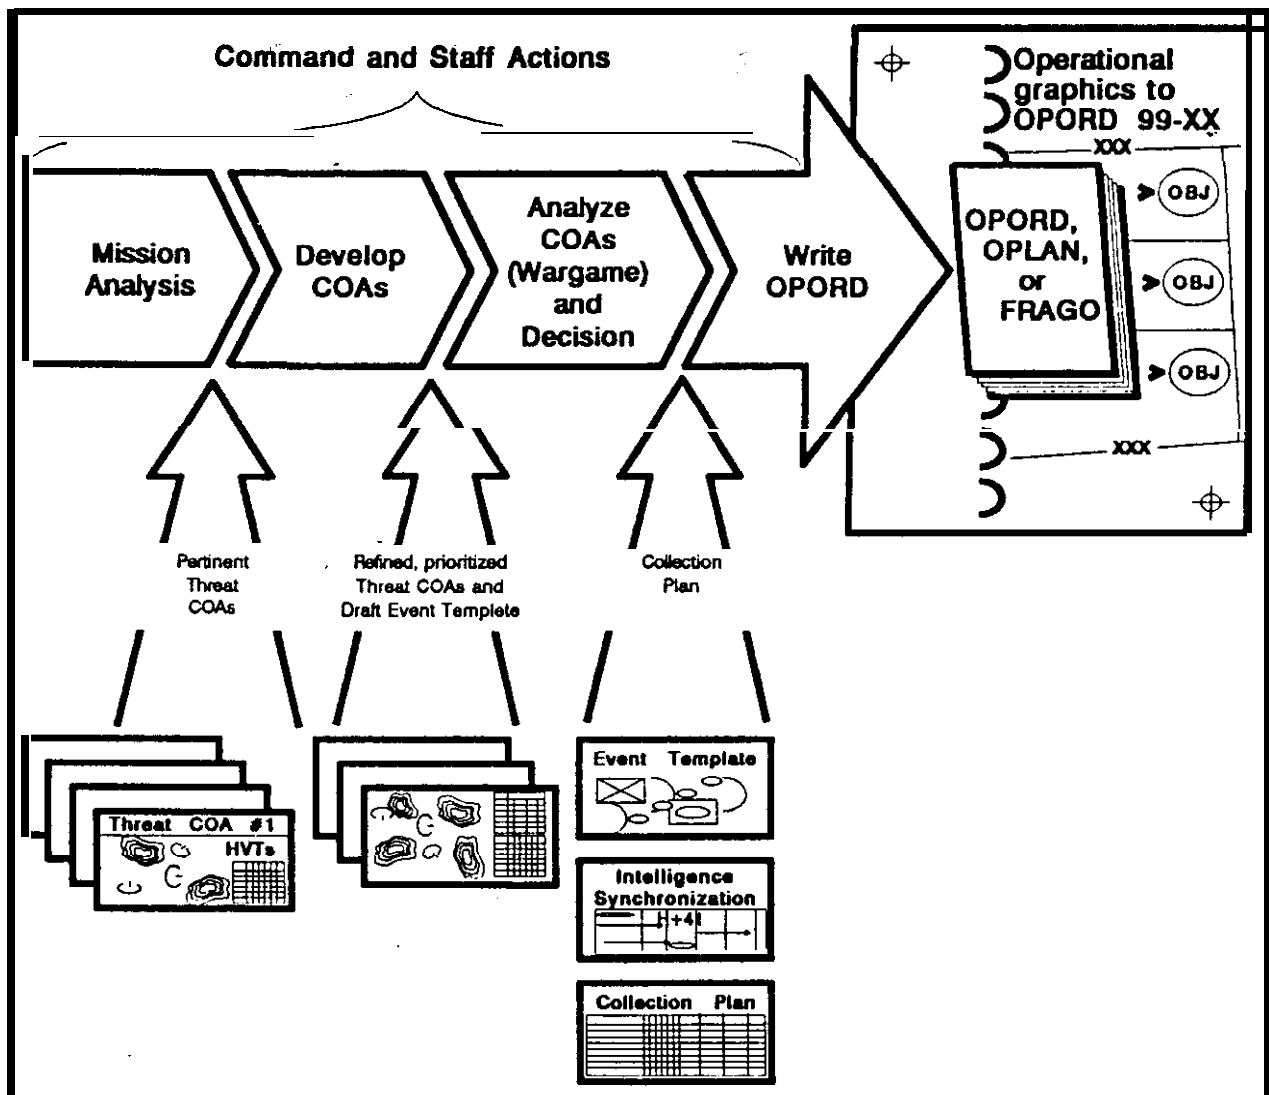 Command and Staff Actions
Operational
graphics to
OPORD 99-XX
XXX
Mission
Analysis
Develop
COAs
Analyze
COAs
(Wargame)
and
Decision
Write
OPORD
OPORD,
OPLAN,
or
FRAGO
OBJ
OBJ
OBJ
XXX
Pertinent
Threat
COAs
Refined, prioritized
Threat COAs and
Draft Event Templete
Collection
Plan
Threat COA #1
HVTs
Event Template
Intelligence
Synchronization
Collection Plan